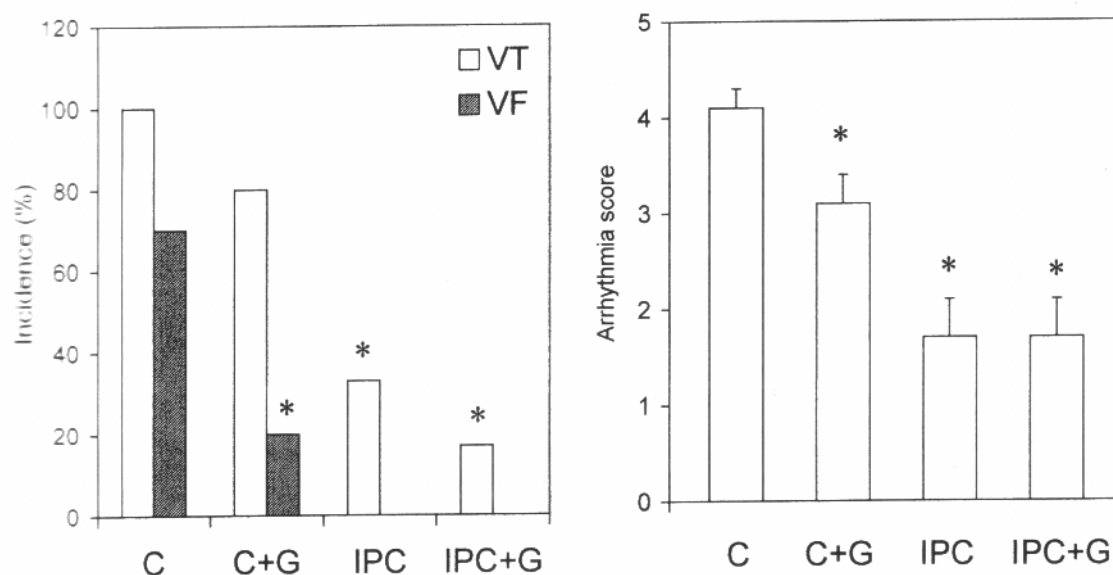 120
100
80
60
40
20
0
Incidence (%)
VT
VF
*
*
*
C
C+G
IPC
IPC+G
5
4
3
2
1
0
Arrhythmia score
*
*
*
C
C+G
IPC
IPC+G